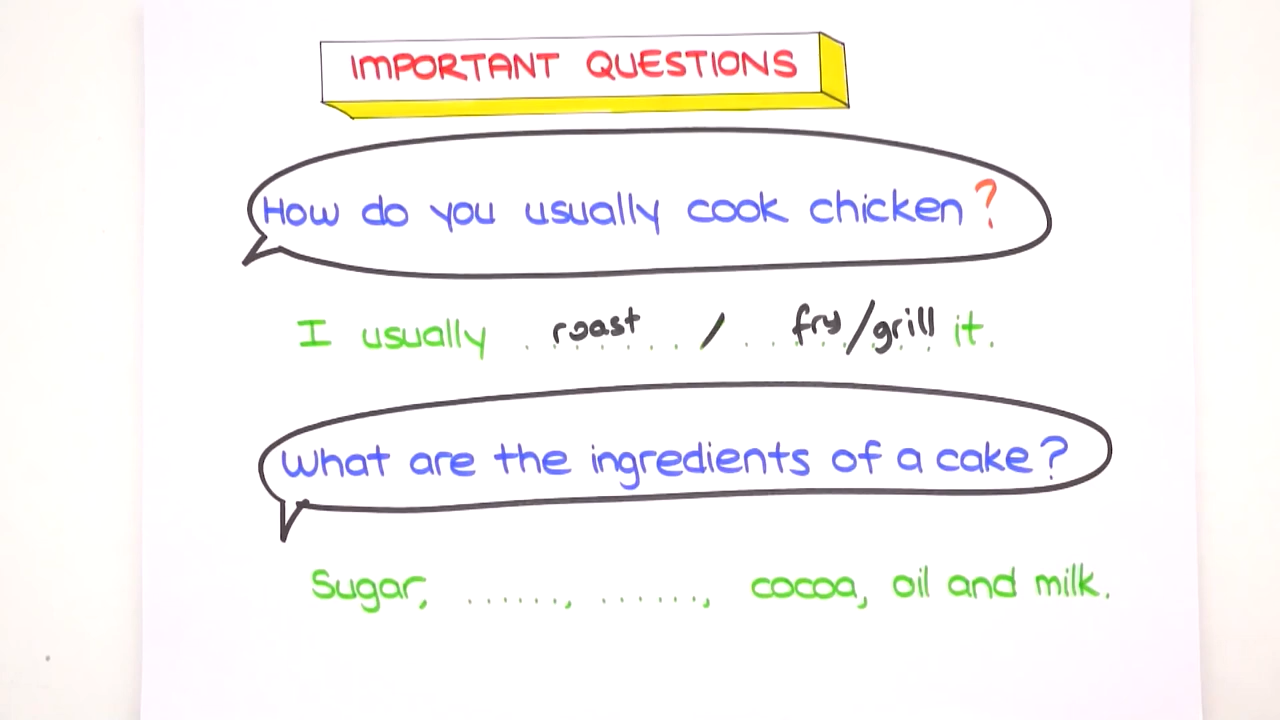 IMPORTANT QUESTIONS
How do you usually cook chicken?
I usually . roast . . . / . . fry/grill it.
What are the ingredients of a cake?
Sugar, ......, ......, cocoa, oil and milk.